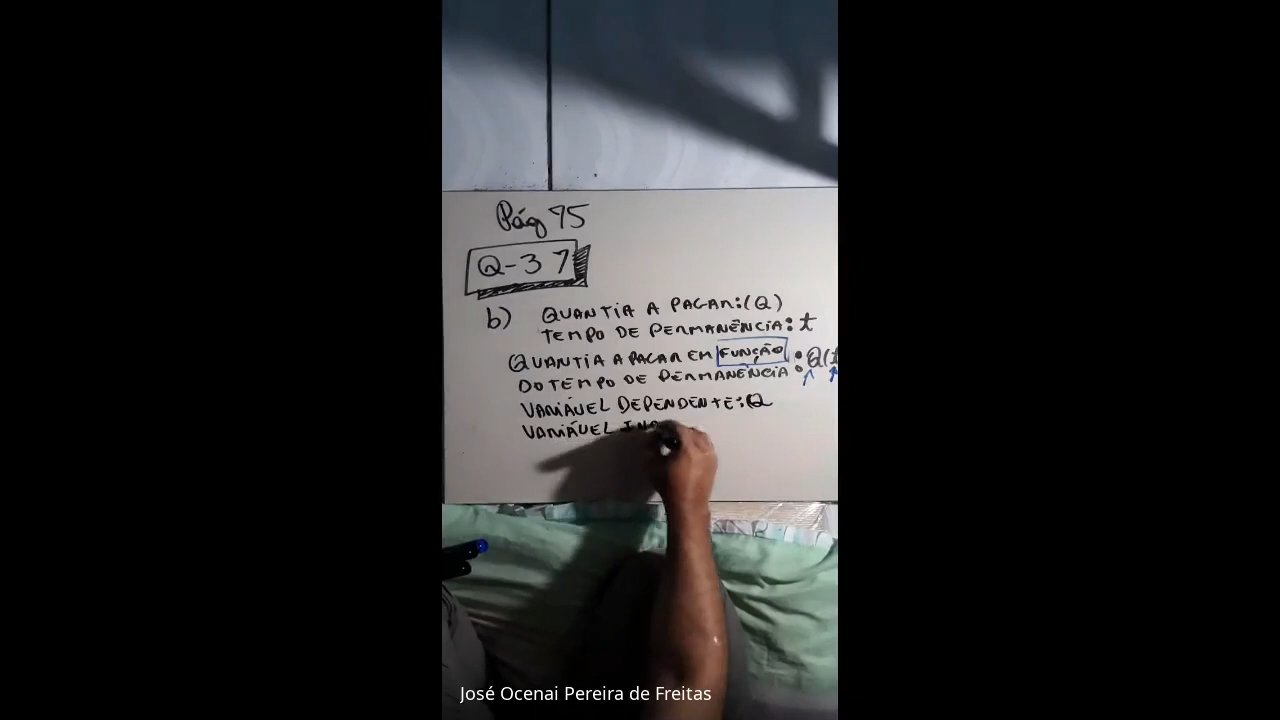 Pág 75
Q-37
b) QUANTIA A PAGAR:(Q)
TEMPO DE PERMANÊNCIA: t
QUANTIA A PAGAR EM FUNÇÃO : Q(t
DO TEMPO DE PERMANÊNCIA
VARIÁVEL DEPENDENTE: Q
VARIÁVEL
José Ocenai Pereira de Freitas